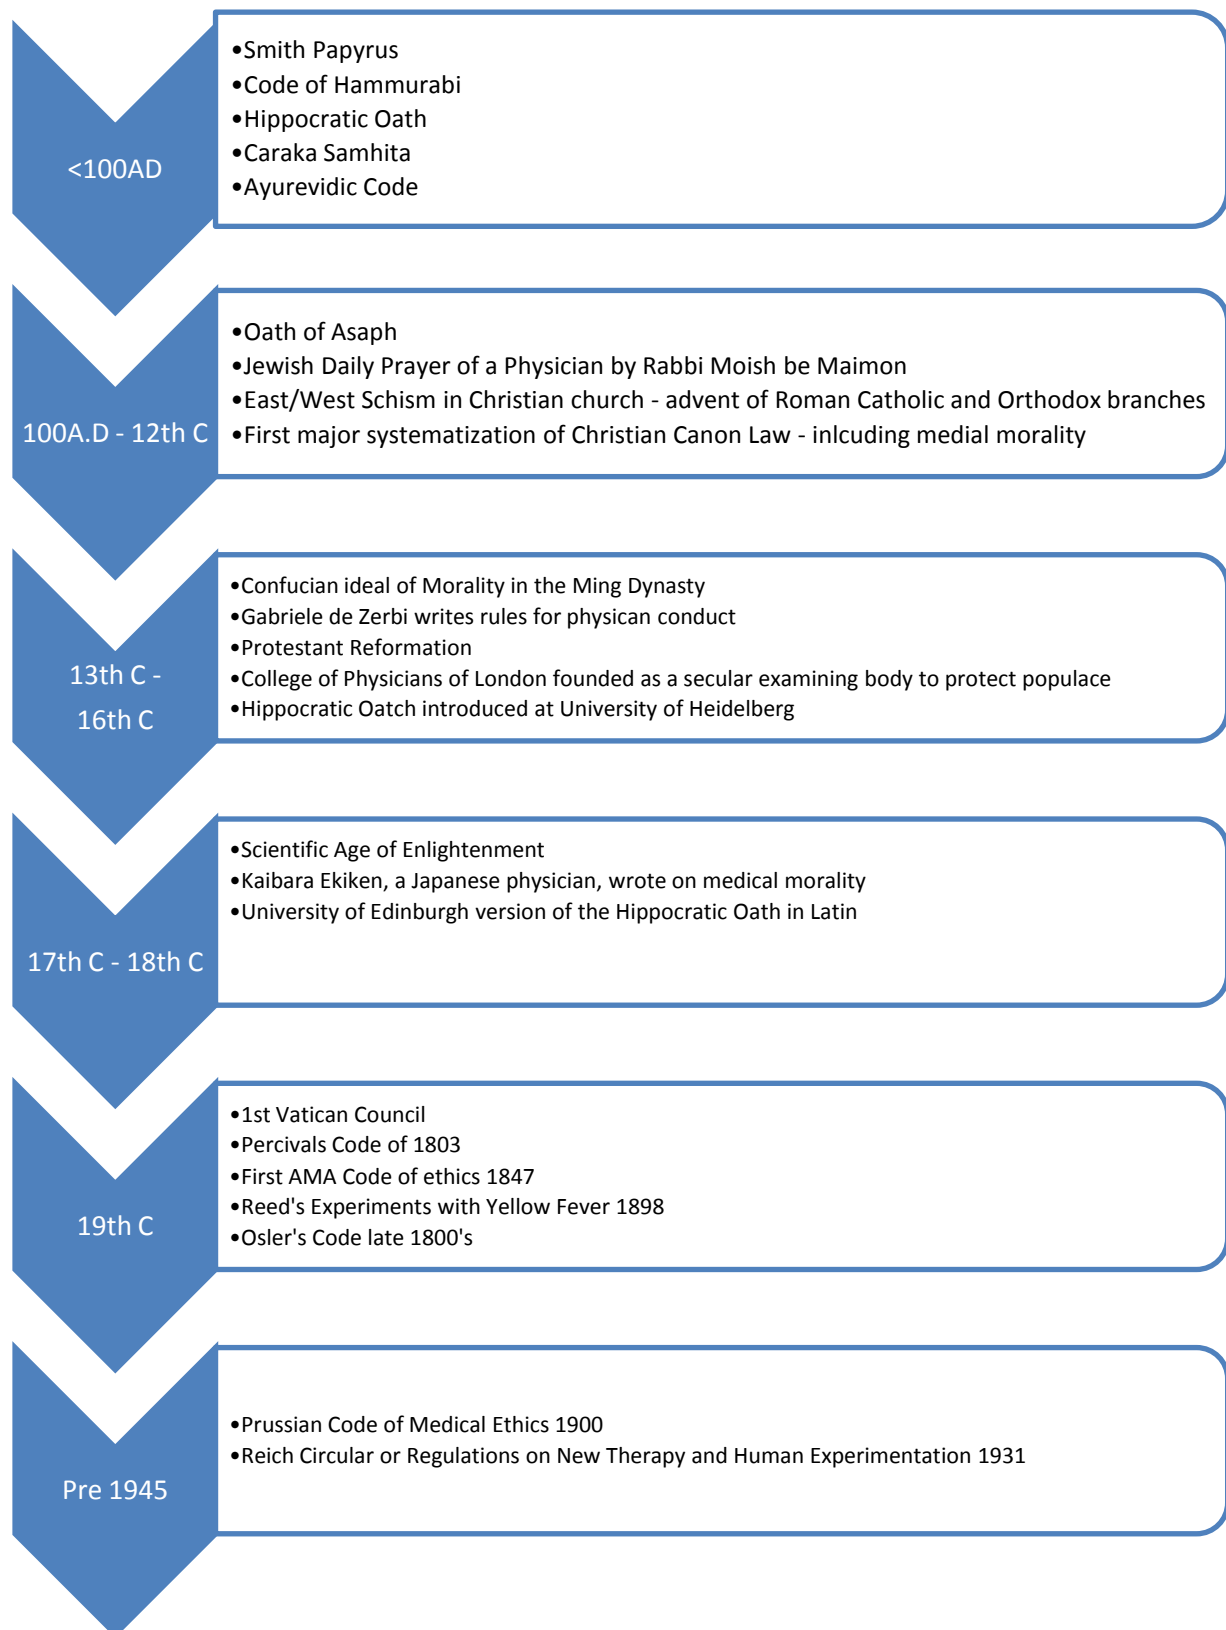 <100AD
•Smith Papyrus
•Code of Hammurabi
•Hippocratic Oath
•Caraka Samhita
•Ayurevidic Code
100A.D - 12th C
•Oath of Asaph
•Jewish Daily Prayer of a Physician by Rabbi Moish be Maimon
•East/West Schism in Christian church - advent of Roman Catholic and Orthodox branches
•First major systematization of Christian Canon Law - inlcuding medial morality
13th C -
16th C
•Confucian ideal of Morality in the Ming Dynasty
•Gabriele de Zerbi writes rules for physican conduct
•Protestant Reformation
•College of Physicians of London founded as a secular examining body to protect populace
•Hippocratic Oatch introduced at University of Heidelberg
17th C - 18th C
•Scientific Age of Enlightenment
•Kaibara Ekiken, a Japanese physician, wrote on medical morality
•University of Edinburgh version of the Hippocratic Oath in Latin
19th C
•1st Vatican Council
•Percivals Code of 1803
•First AMA Code of ethics 1847
•Reed's Experiments with Yellow Fever 1898
•Osler's Code late 1800's
Pre 1945
•Prussian Code of Medical Ethics 1900
•Reich Circular or Regulations on New Therapy and Human Experimentation 1931